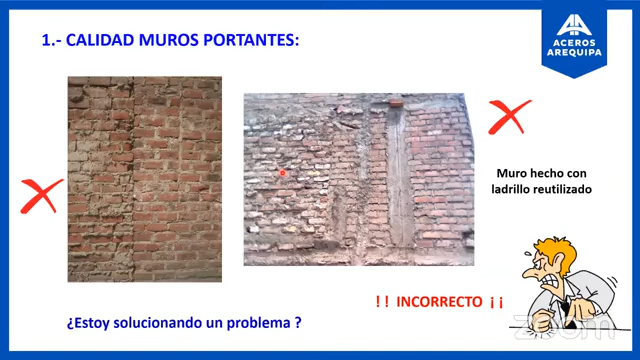 1.- CALIDAD MUROS PORTANTES:
ACEROS
AREQUIPA
Muro hecho con
ladrillo reutilizado
!! INCORRECTO ¡¡
¿Estoy solucionando un problema ?
zoom